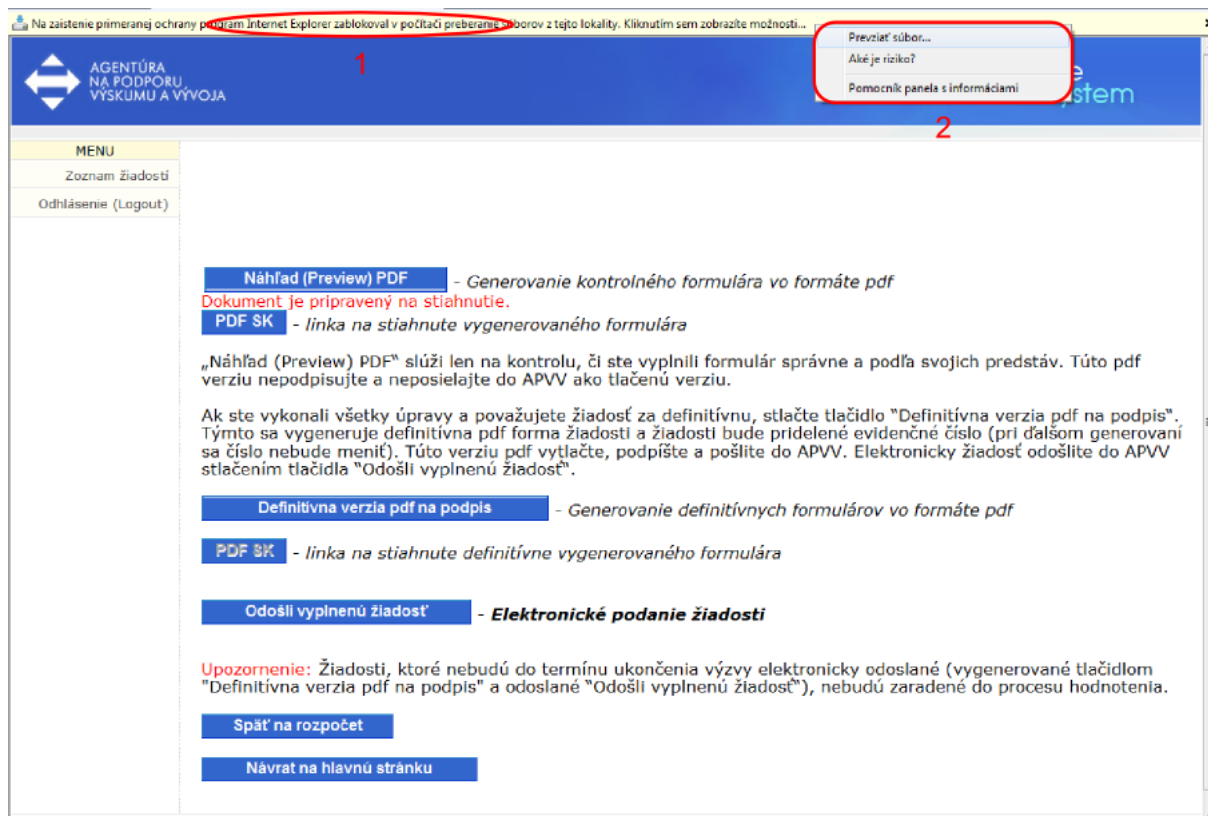 Na zaistenie primeranej ochrany program Internet Explorer zablokoval v počítači preberanie súborov z tejto lokality. Kliknutím sem zobrazíte možnosti...
Prevziať súbor...
Aké je riziko?
Pomocník panela s informáciami
1
2
AGENTÚRA
NA PODPORU
VÝSKUMU A VÝVOJA
MENU
Zoznam žiadostí
Odhlásenie (Logout)
Náhľad (Preview) PDF - Generovanie kontrolného formulára vo formáte pdf
Dokument je pripravený na stiahnutie.
PDF SK - linka na stiahnute vygenerovaného formulára
„Náhľad (Preview) PDF“ slúži len na kontrolu, či ste vyplnili formulár správne a podľa svojich predstáv. Túto pdf
verziu nepodpisujte a neposielajte do APVV ako tlačenú verziu.
Ak ste vykonali všetky úpravy a považujete žiadosť za definitívnu, stlačte tlačidlo “Definitívna verzia pdf na podpis“.
Týmto sa vygeneruje definitívna pdf forma žiadosti a žiadosti bude pridelené evidenčné číslo (pri ďalšom generovaní
sa číslo nebude meniť). Túto verziu pdf vytlačte, podpíšte a pošlite do APVV. Elektronicky žiadosť odošlite do APVV
stlačením tlačidla “Odošli vyplnenú žiadosť“.
Definitívna verzia pdf na podpis - Generovanie definitívnych formulárov vo formáte pdf
PDF SK - linka na stiahnute definitívne vygenerovaného formulára
Odošli vyplnenú žiadosť - Elektronické podanie žiadosti
Upozornenie: Žiadosti, ktoré nebudú do termínu ukončenia výzvy elektronicky odoslané (vygenerované tlačidlom
"Definitívna verzia pdf na podpis" a odoslané “Odošli vyplnenú žiadosť“), nebudú zaradené do procesu hodnotenia.
Späť na rozpočet
Návrat na hlavnú stránku